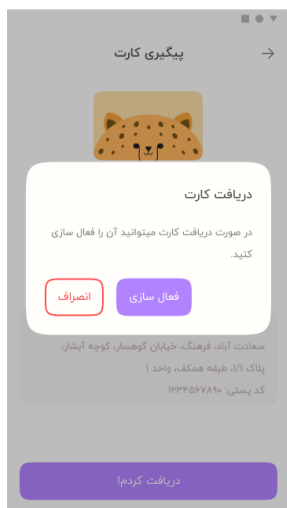 پیگیری کارت
دریافت کارت
در صورت دریافت کارت میتوانید آن را فعال سازی
کنید.
فعال سازی
انصراف
سعادت آباد، فرهنگ، خیابان کوهسار، کوچه آبشار،
پلاک ۱/۱، طبقه همکف، واحد ۱
کد پستی: ۱۲۳۴۵۶۷۸۹۰
دریافت کردم!